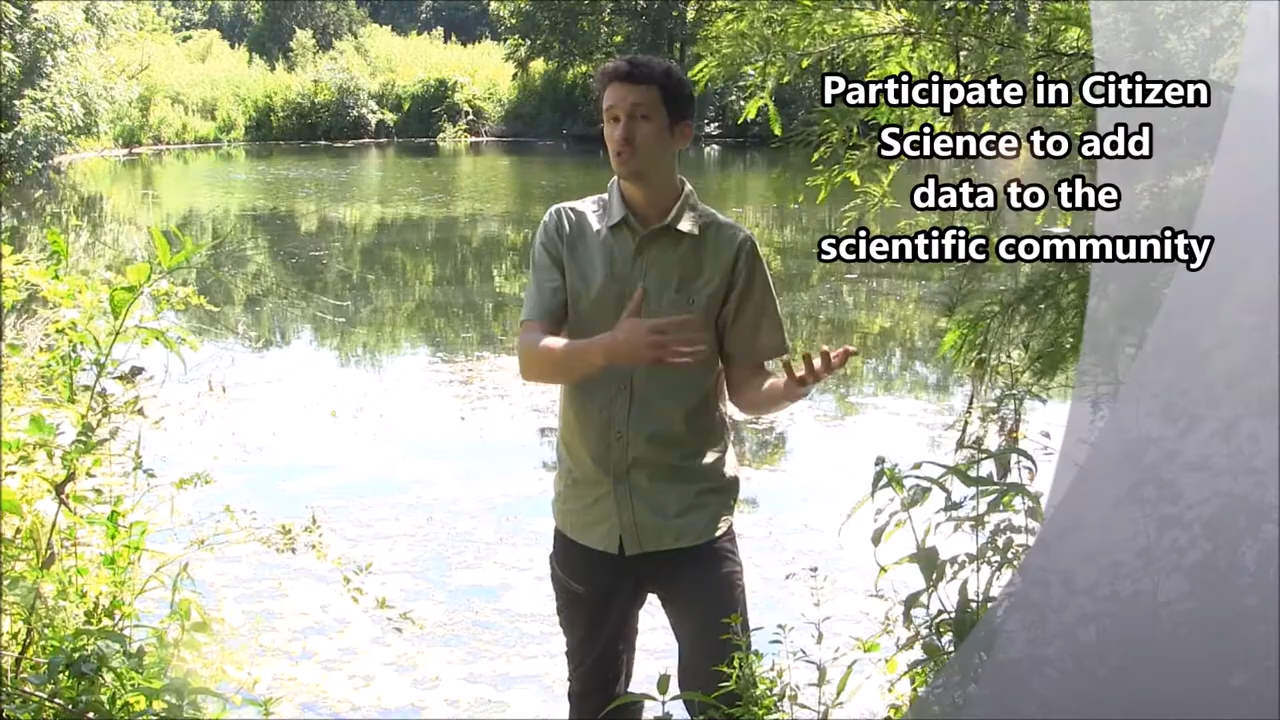 Participate in Citizen
Science to add
data to the
scientific community